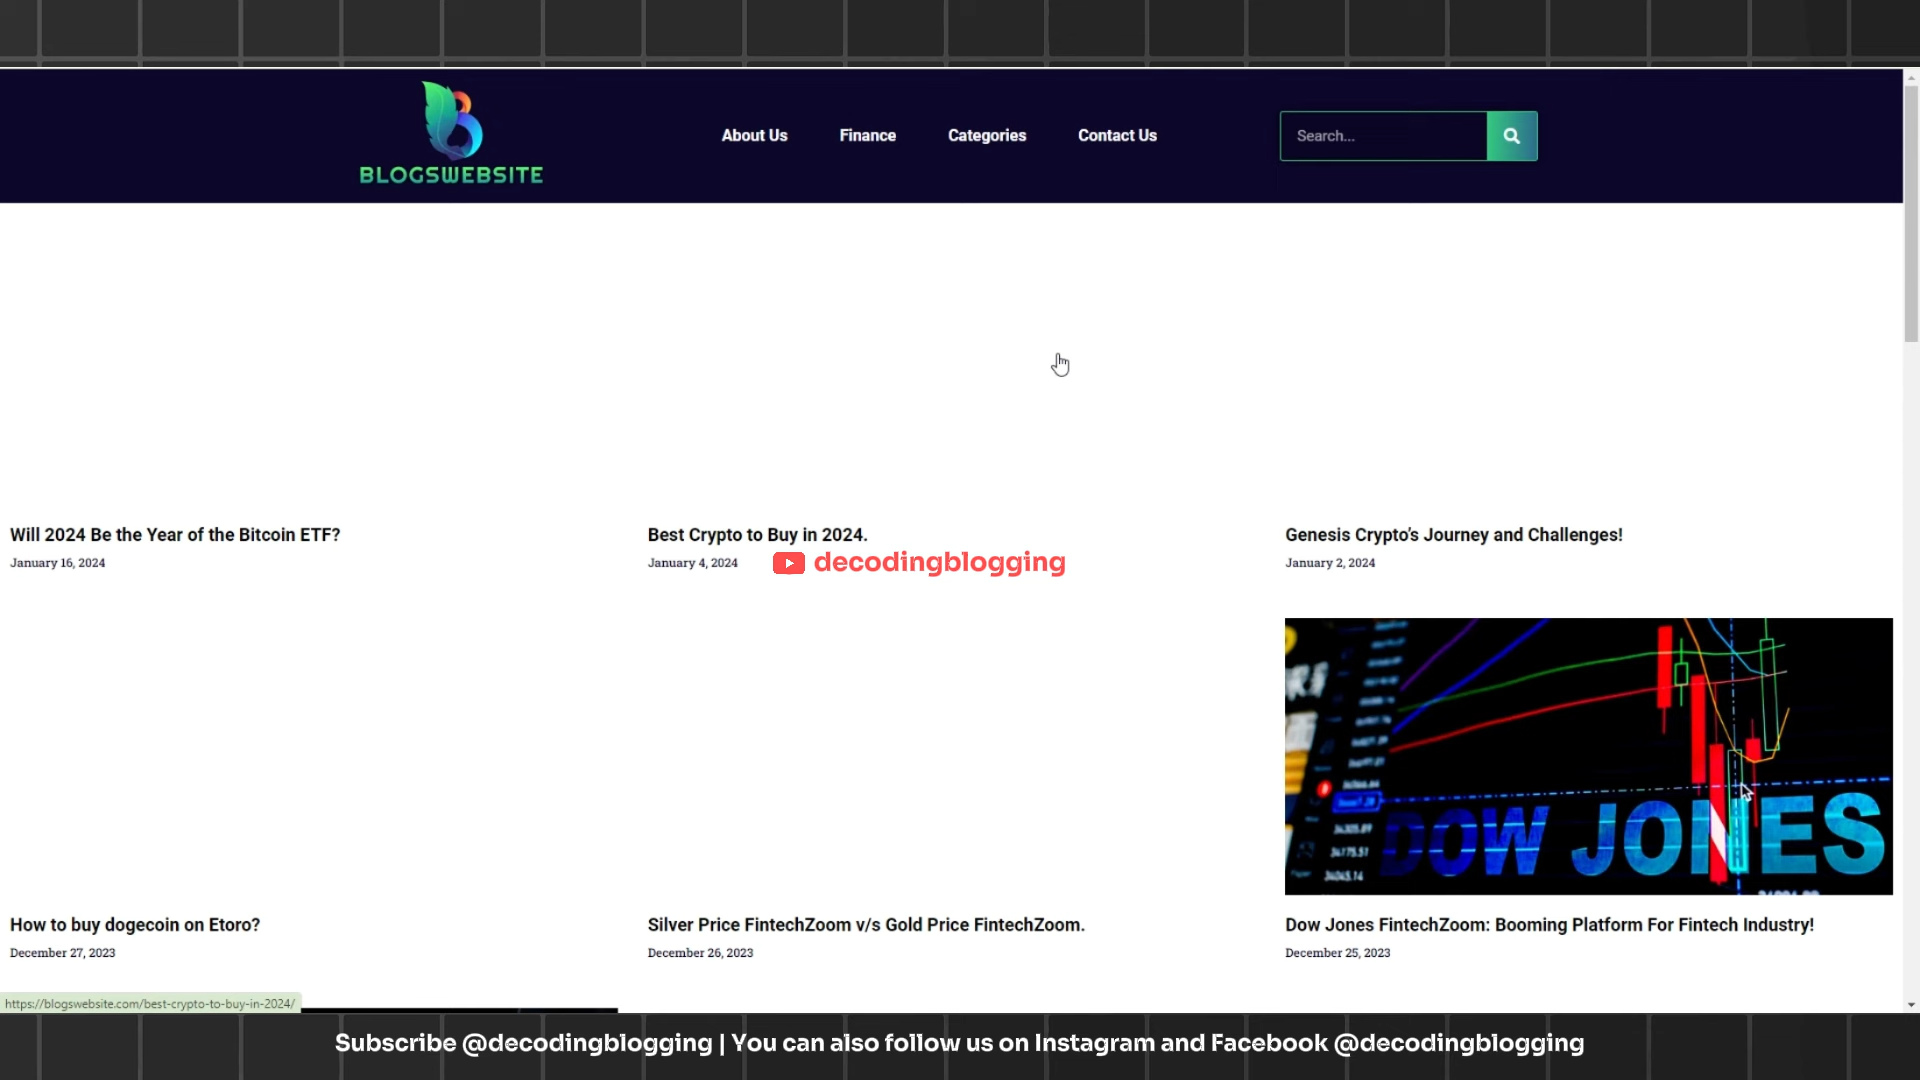 About Us Finance Categories Contact Us Search...
BLOGSWEBSITE
Will 2024 Be the Year of the Bitcoin ETF?
January 16, 2024
Best Crypto to Buy in 2024.
January 4, 2024
decodingblogging
Genesis Crypto's Journey and Challenges!
January 2, 2024
DOW JONES
How to buy dogecoin on Etoro?
December 27, 2023
Silver Price FintechZoom v/s Gold Price FintechZoom.
December 26, 2023
Dow Jones FintechZoom: Booming Platform For Fintech Industry!
December 25, 2023
https://blogswebsite.com/best-crypto-to-buy-in-2024/
Subscribe @decodingblogging | You can also follow us on Instagram and Facebook @decodingblogging